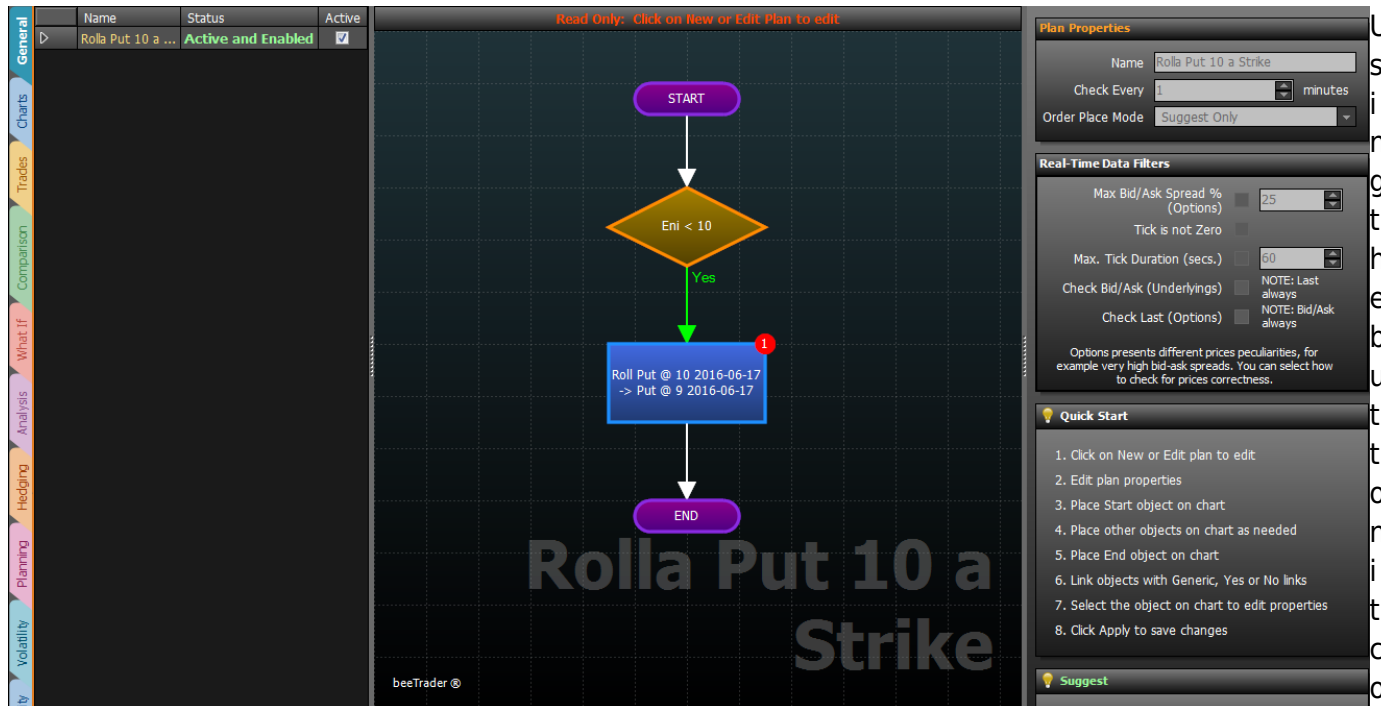 General
Charts
Trades
Comparison
What If
Analysis
Hedging
Planning
Volatility
Name Status Active
Rolla Put 10 a ... Active and Enabled
Read Only: Click on New or Edit Plan to edit
START
Eni < 10
Yes
1
Roll Put @ 10 2016-06-17
-> Put @ 9 2016-06-17
END
Rolla Put 10 a
Strike
beeTrader ®
Plan Properties
Name Rolla Put 10 a Strike
Check Every 1 minutes
Order Place Mode Suggest Only
Real-Time Data Filters
Max Bid/Ask Spread %
(Options)
25
Tick is not Zero
Max. Tick Duration (secs.) 60
Check Bid/Ask (Underlyings)
NOTE: Last
always
Check Last (Options)
NOTE: Bid/Ask
always
Options presents different prices peculiarities, for
example very high bid-ask spreads. You can select how
to check for prices correctness.
Quick Start
1. Click on New or Edit plan to edit
2. Edit plan properties
3. Place Start object on chart
4. Place other objects on chart as needed
5. Place End object on chart
6. Link objects with Generic, Yes or No links
7. Select the object on chart to edit properties
8. Click Apply to save changes
Suggest
U
s
i
n
g
t
h
e
b
u
t
t
o
n
i
t